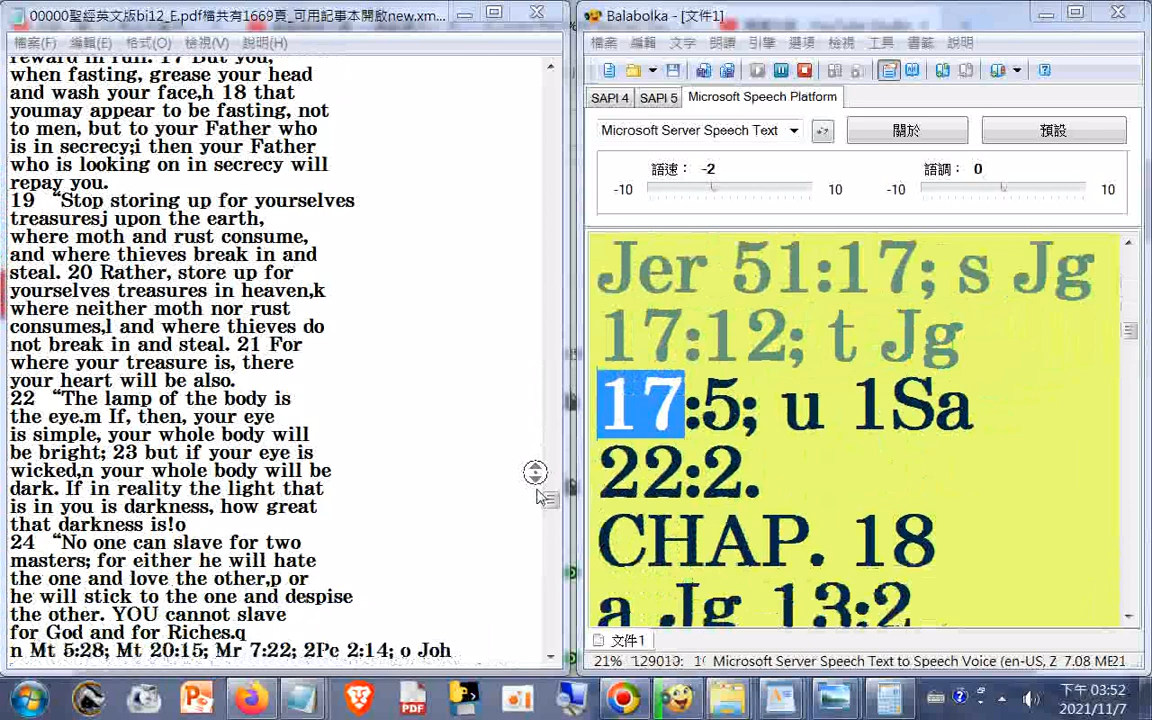 00000聖經英文版bi12_E.pdf檔共有1669頁_可用記事本開啟new.xm...
檔案(F) 編輯(E) 格式(O) 檢視(V) 說明(H)
reward in full. 17 But you,
when fasting, grease your head
and wash your face,h 18 that
youmay appear to be fasting, not
to men, but to your Father who
is in secrecy;i then your Father
who is looking on in secrecy will
repay you.
19 “Stop storing up for yourselves
treasuresj upon the earth,
where moth and rust consume,
and where thieves break in and
steal. 20 Rather, store up for
yourselves treasures in heaven,k
where neither moth nor rust
consumes,l and where thieves do
not break in and steal. 21 For
where your treasure is, there
your heart will be also.
22 “The lamp of the body is
the eye.m If, then, your eye
is simple, your whole body will
be bright; 23 but if your eye is
wicked,n your whole body will be
dark. If in reality the light that
is in you is darkness, how great
that darkness is!o
24 “No one can slave for two
masters; for either he will hate
the one and love the other,p or
he will stick to the one and despise
the other. YOU cannot slave
for God and for Riches.q
n Mt 5:28; Mt 20:15; Mr 7:22; 2Pe 2:14; o Joh
Balabolka - [文件1]
檔案 編輯 文字 朗讀 引擎 選項 檢視 工具 書籤 說明
SAPI 4 SAPI 5 Microsoft Speech Platform
Microsoft Server Speech Text 關於 預設
語速: -2 語調: 0
-10 10 -10 10
Jer 51:17; s Jg
17:12; t Jg
17:5; u 1Sa
22:2.
CHAP. 18
a Jg 13:2
文件1
21% 129013: Microsoft Server Speech Text to Speech Voice (en-US, Z 7.08 ME21
PDF
下午 03:52
2021/11/7